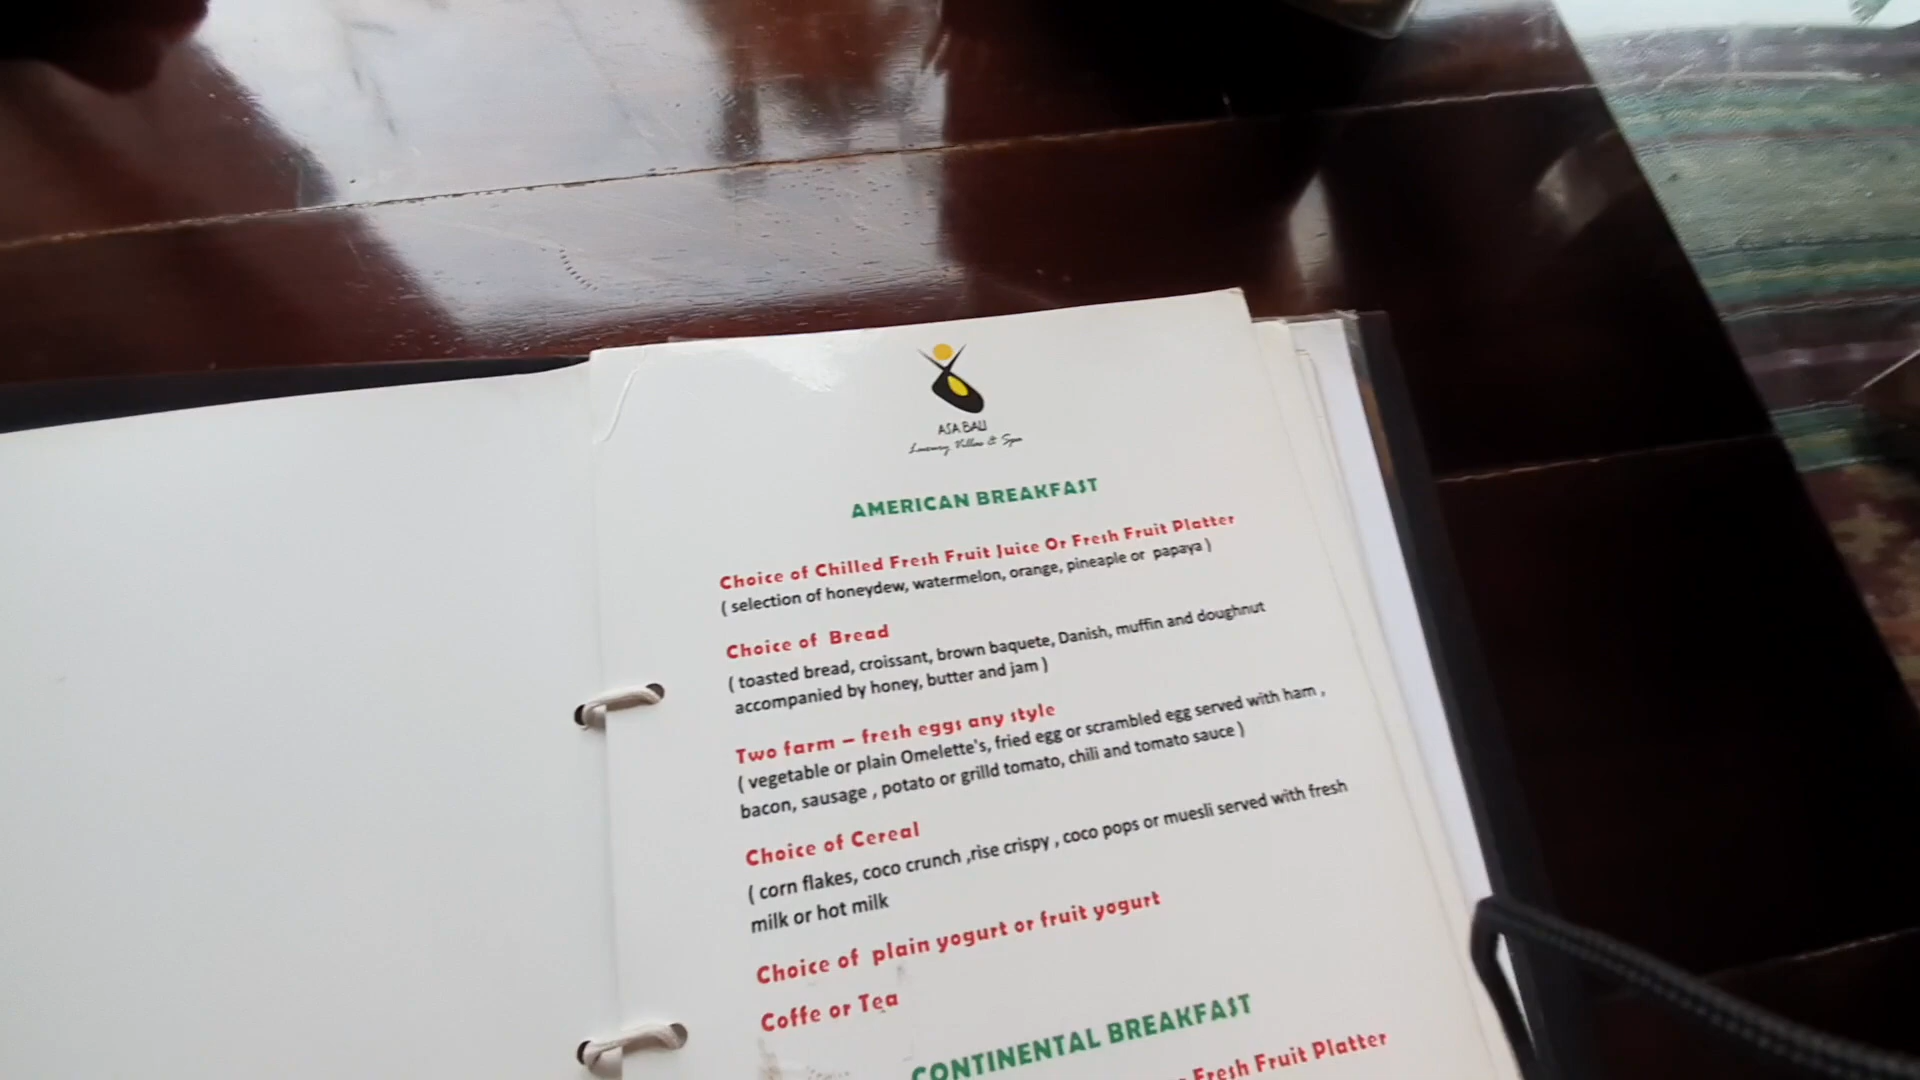 ASA BALI
Luxury Villas & Spa
AMERICAN BREAKFAST
Choice of Chilled Fresh Fruit Juice Or Fresh Fruit Platter
( selection of honeydew, watermelon, orange, pineaple or papaya )
Choice of Bread
( toasted bread, croissant, brown baquete, Danish, muffin and doughnut
accompanied by honey, butter and jam )
Two farm – fresh eggs any style
( vegetable or plain Omelette's, fried egg or scrambled egg served with ham ,
bacon, sausage , potato or grilld tomato, chili and tomato sauce )
Choice of Cereal
( corn flakes, coco crunch ,rise crispy , coco pops or muesli served with fresh
milk or hot milk
Choice of plain yogurt or fruit yogurt
Coffe or Tea
CONTINENTAL BREAKFAST
Fresh Fruit Platter